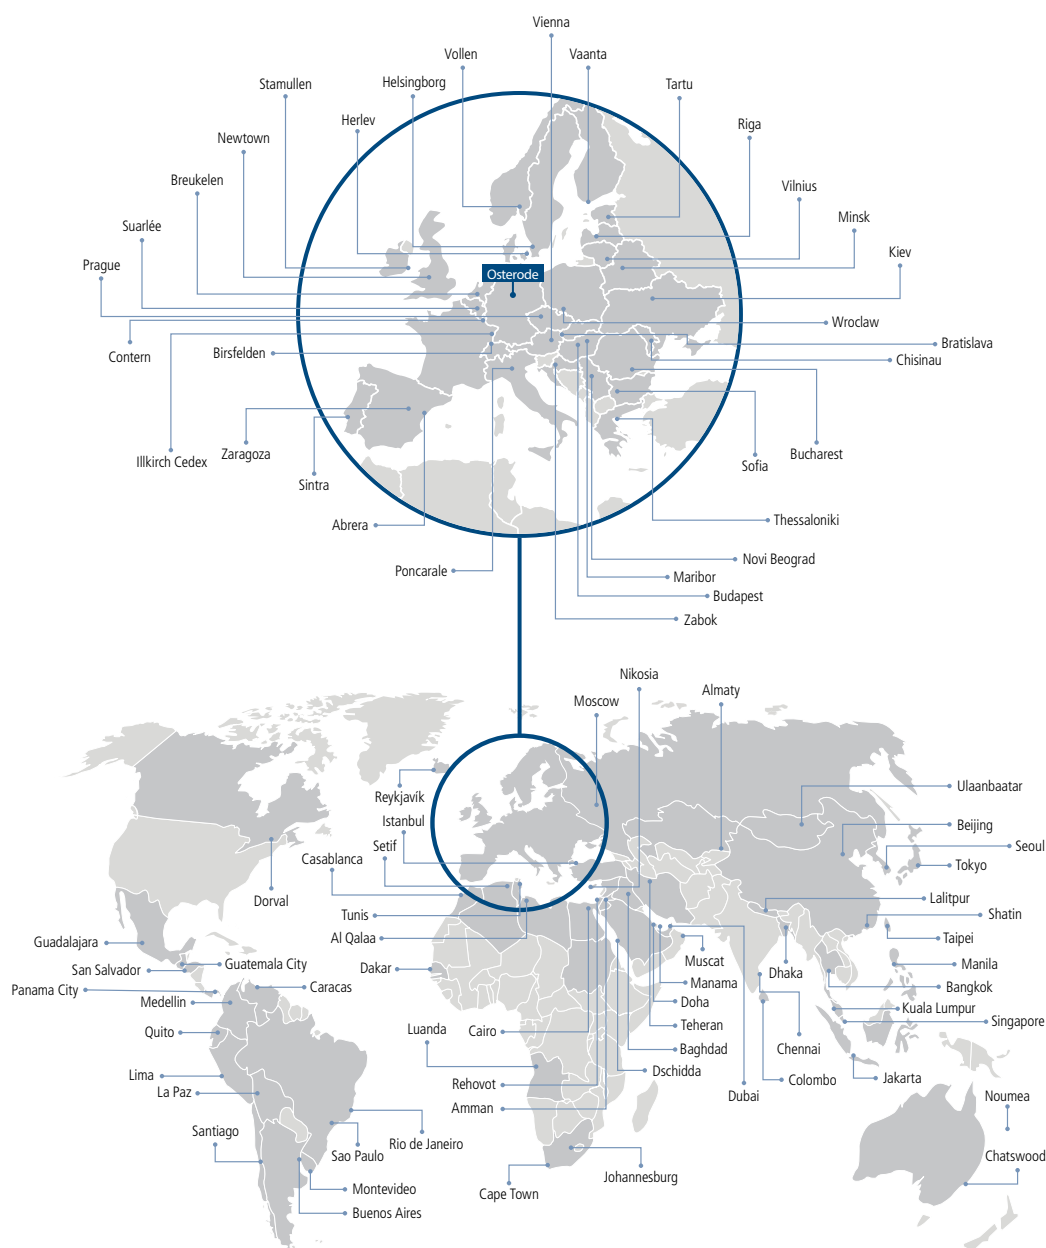 Vienna
Vollen
Vaanta
Stamullen
Helsingborg
Tartu
Herlev
Riga
Newtown
Breukelen
Vilnius
Suarlée
Minsk
Prague
Kiev
Osterode
Wroclaw
Contern
Birsfelden
Bratislava
Chisinau
Illkirch Cedex
Zaragoza
Sofia
Bucharest
Sintra
Abrera
Thessaloniki
Poncarale
Novi Beograd
Maribor
Budapest
Zabok
Nikosia
Moscow
Almaty
Reykjavík
Ulaanbaatar
Istanbul
Beijing
Setif
Seoul
Casablanca
Tokyo
Dorval
Lalitpur
Tunis
Shatin
Guadalajara
Al Qalaa
Taipei
Muscat
San Salvador
Guatemala City
Dakar
Dhaka
Manila
Panama City
Caracas
Manama
Bangkok
Medellin
Doha
Kuala Lumpur
Quito
Luanda
Cairo
Teheran
Singapore
Baghdad
Chennai
Lima
Rehovot
Dschidda
Colombo
Jakarta
La Paz
Amman
Dubai
Noumea
Santiago
Rio de Janeiro
Sao Paulo
Chatswood
Montevideo
Cape Town
Johannesburg
Buenos Aires